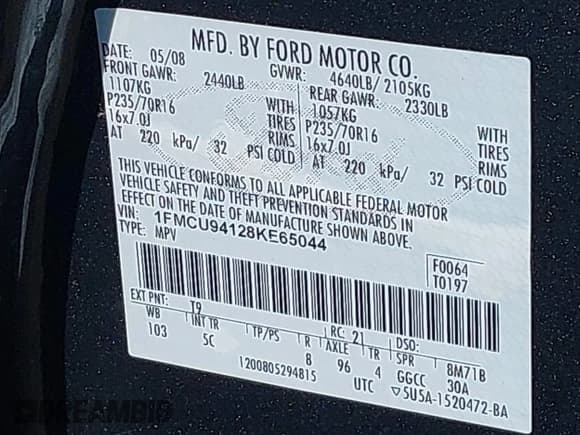 MFD. BY FORD MOTOR CO.
DATE: 05/08 GVWR: 4640LB/ 2105KG
FRONT GAWR: 2440LB REAR GAWR: 2330LB
1107KG WITH 1057KG WITH
P235/70R16 TIRES P235/70R16 TIRES
16x7.0J RIMS 16x7.0J RIMS
AT 220 kPa/ 32 PSI COLD AT 220 kPa/ 32 PSI COLD
THIS VEHICLE CONFORMS TO ALL APPLICABLE FEDERAL MOTOR
VEHICLE SAFETY AND THEFT PREVENTION STANDARDS IN
EFFECT ON THE DATE OF MANUFACTURE SHOWN ABOVE.
VIN: 1FMCU94128KE65044
TYPE: MPV
F0064
T0197
EXT PNT: T9 RC: 21 DSO:
WB INT TR TP/PS R AXLE TR SPR 8M71B
103 5C 8 96 4 GGCC 30A
1200805294815 UTC ▽5U5A-1520472-BA
DREAMBID